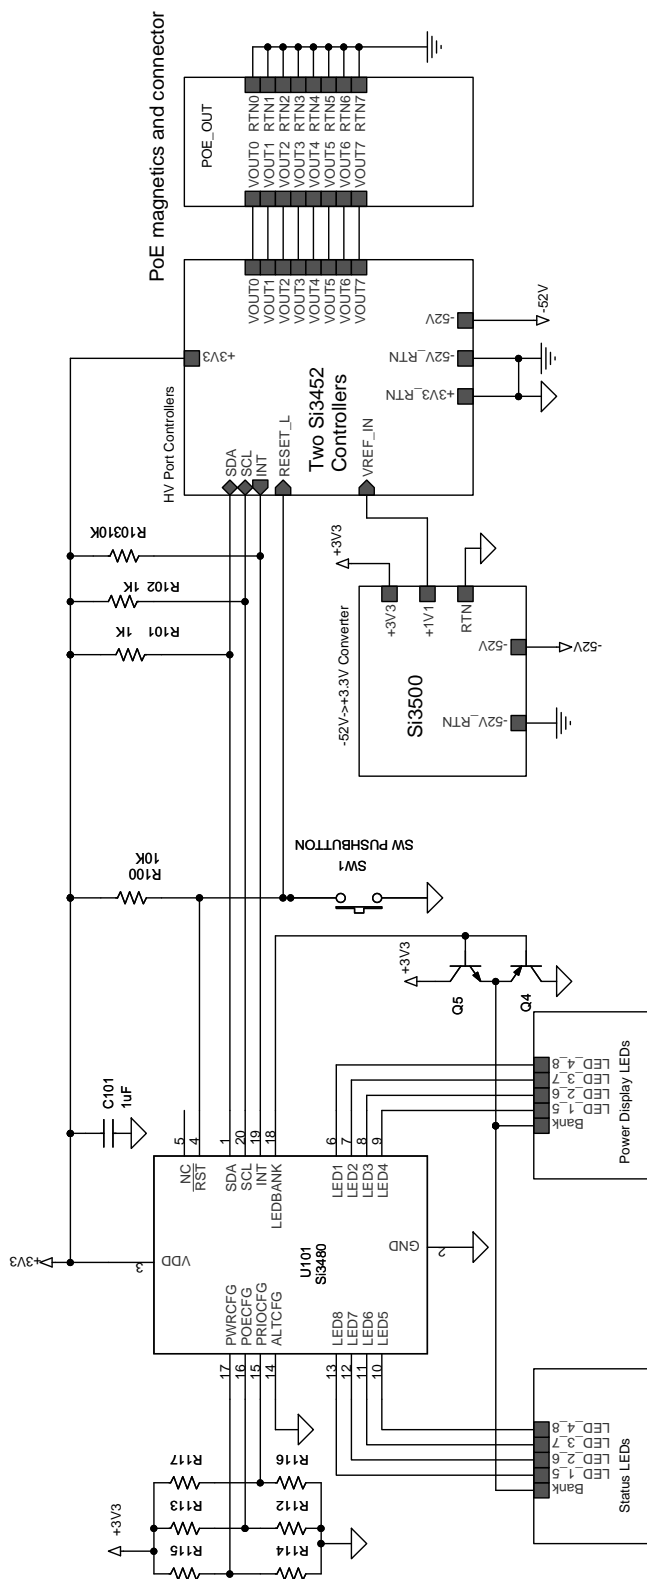 PoE magnetics and connector
POE_OUT
RTN0
RTN1
RTN2
RTN3
RTN4
RTN5
RTN6
RTN7
VOUT0
VOUT1
VOUT2
VOUT3
VOUT4
VOUT5
VOUT6
VOUT7
HV Port Controllers
VOUT0
VOUT1
VOUT2
VOUT3
VOUT4
VOUT5
VOUT6
VOUT7
+3V3
-52V
-52V
-52V_RTN
+3V3_RTN
Two Si3452
Controllers
SDA
SCL
INT
RESET_L
VREF_IN
R103
10K
R102
1K
R101
1K
-52V->+3.3V Converter
Si3500
+3V3
+3V3
+1V1
RTN
-52V
-52V
-52V_RTN
R100
10K
SW1
SW PUSHBUTTON
C101
1uF
+3V3
Q5
Q4
+3V3
NC
5
RST
4
SDA
1
SCL
20
INT
19
LEDBANK
18
LED1
6
LED2
7
LED3
8
LED4
9
VDD
3
GND
2
U101
Si3480
PWRCFG
17
POECFG
16
PRIOCFG
15
ALTCFG
14
LED8
13
LED7
12
LED6
11
LED5
10
Power Display LEDs
LED_4_8
LED_3_7
LED_2_6
LED_1_5
Bank
Status LEDs
LED_4_8
LED_3_7
LED_2_6
LED_1_5
Bank
+3V3
R117
R116
R113
R112
R115
R114